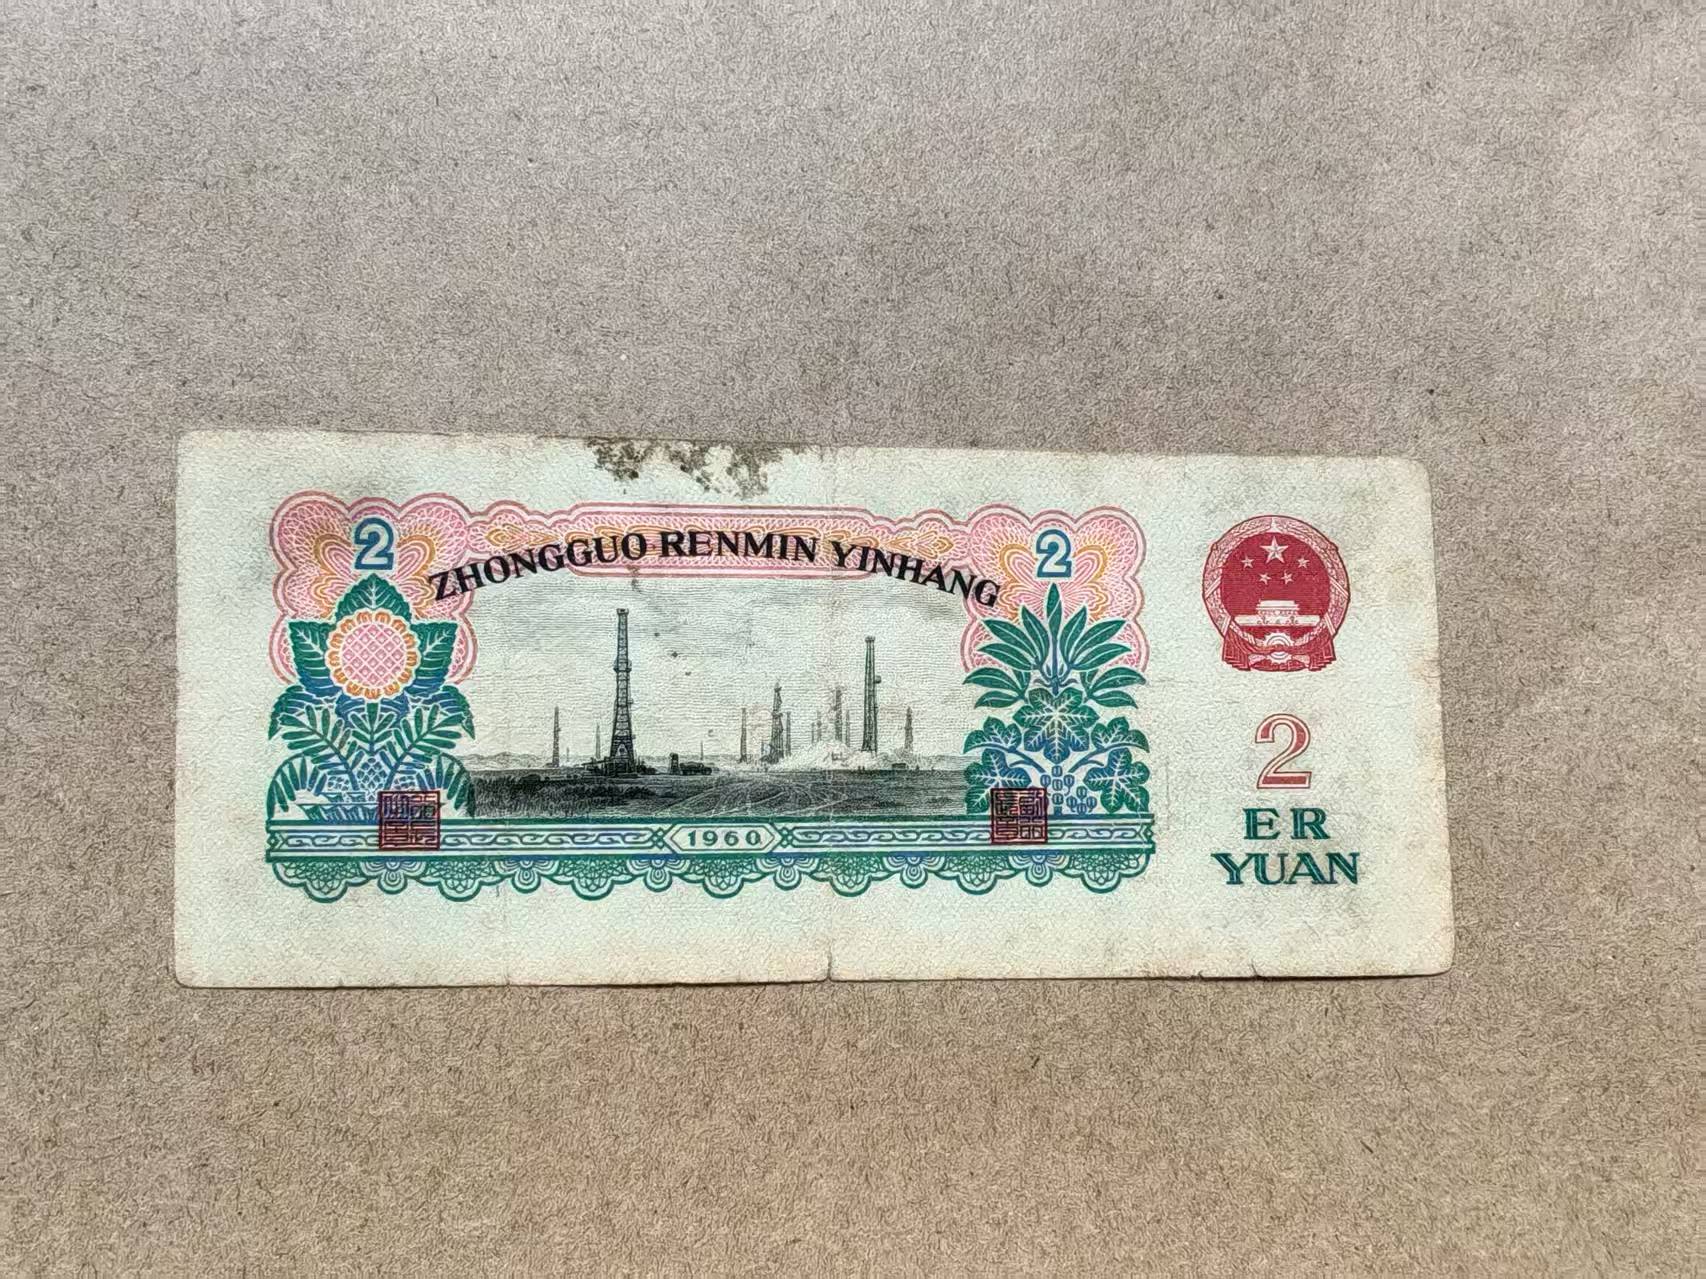 2
2
ZHONGGUO RENMIN YINHANG
1960
2
ER
YUAN